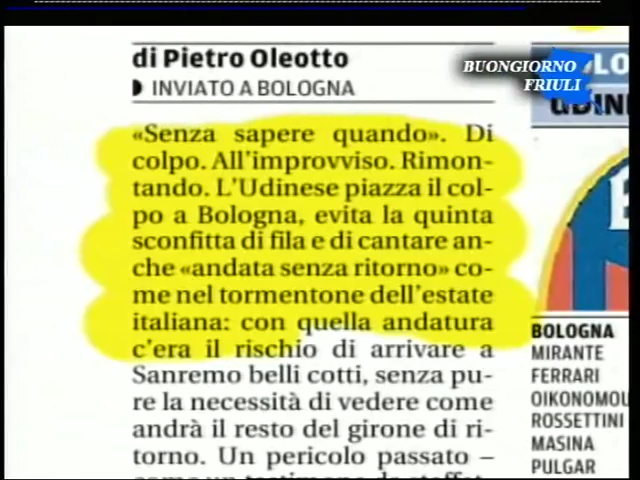 di Pietro Oleotto
INVIATO A BOLOGNA
«Senza sapere quando». Di
colpo. All'improvviso. Rimon-
tando. L'Udinese piazza il col-
po a Bologna, evita la quinta
sconfitta di fila e di cantare an-
che «andata senza ritorno» co-
me nel tormentone dell'estate
italiana: con quella andatura
c'era il rischio di arrivare a
Sanremo belli cotti, senza pu-
re la necessità di vedere come
andrà il resto del girone di ri-
torno. Un pericolo passato –
BUONGIORNO
FRIULI
BOLOGNA
MIRANTE
FERRARI
OIKONOMOU
ROSSETTINI
MASINA
PULGAR